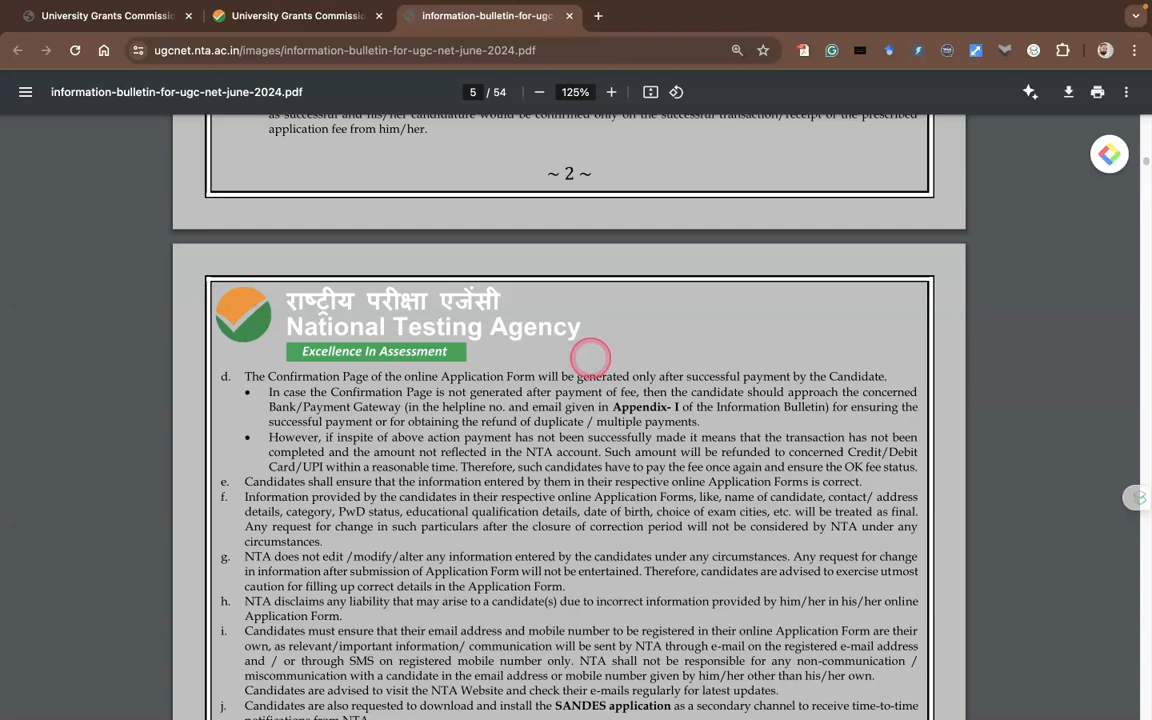 University Grants Commissio
University Grants Commissio
information-bulletin-for-ugc
ugcnet.nta.ac.in/images/information-bulletin-for-ugc-net-june-2024.pdf
information-bulletin-for-ugc-net-june-2024.pdf
5 / 54
125%
as successful and his/her candidature would be confirmed only on the successful transaction/receipt of the prescribed
application fee from him/her.
~ 2 ~
राष्ट्रीय परीक्षा एजेंसी
National Testing Agency
Excellence In Assessment
d. The Confirmation Page of the online Application Form will be generated only after successful payment by the Candidate.
• In case the Confirmation Page is not generated after payment of fee, then the candidate should approach the concerned
Bank/Payment Gateway (in the helpline no. and email given in Appendix- I of the Information Bulletin) for ensuring the
successful payment or for obtaining the refund of duplicate / multiple payments.
• However, if inspite of above action payment has not been successfully made it means that the transaction has not been
completed and the amount not reflected in the NTA account. Such amount will be refunded to concerned Credit/Debit
Card/UPI within a reasonable time. Therefore, such candidates have to pay the fee once again and ensure the OK fee status.
e. Candidates shall ensure that the information entered by them in their respective online Application Forms is correct.
f. Information provided by the candidates in their respective online Application Forms, like, name of candidate, contact/ address
details, category, PwD status, educational qualification details, date of birth, choice of exam cities, etc. will be treated as final.
Any request for change in such particulars after the closure of correction period will not be considered by NTA under any
circumstances.
g. NTA does not edit /modify/alter any information entered by the candidates under any circumstances. Any request for change
in information after submission of Application Form will not be entertained. Therefore, candidates are advised to exercise utmost
caution for filling up correct details in the Application Form.
h. NTA disclaims any liability that may arise to a candidate(s) due to incorrect information provided by him/her in his/her online
Application Form.
i. Candidates must ensure that their email address and mobile number to be registered in their online Application Form are their
own, as relevant/important information/ communication will be sent by NTA through e-mail on the registered e-mail address
and / or through SMS on registered mobile number only. NTA shall not be responsible for any non-communication /
miscommunication with a candidate in the email address or mobile number given by him/her other than his/her own.
Candidates are advised to visit the NTA Website and check their e-mails regularly for latest updates.
j. Candidates are also requested to download and install the SANDES application as a secondary channel to receive time-to-time
notifications from NTA.